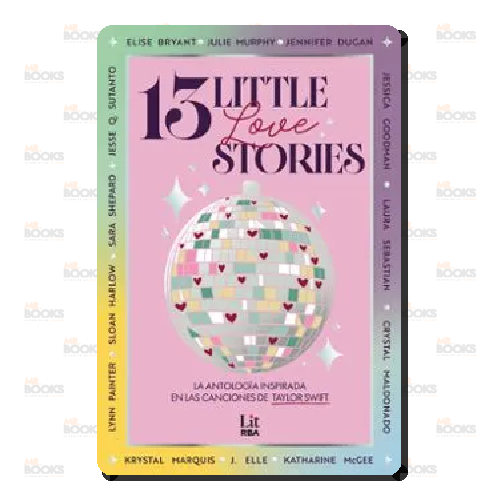 ELISE BRYANT ✦ JULIE MURPHY ✦ JENNIFER DUGAN
JESSICA GOODMAN ✦ LAURA SEBASTIAN ✦ CRYSTAL MALDONADO
LYNN PAINTER ✦ SLOAN HARLOW ✦ SARA SHEPARD ✦ JESSE Q. SUTANTO
13 LITTLE
Love
STORIES
LA ANTOLOGÍA INSPIRADA
EN LAS CANCIONES DE TAYLOR SWIFT
Lit
RBA
KRYSTAL MARQUIS ✦ J. ELLE ✦ KATHARINE McGEE
MR
BOOKS